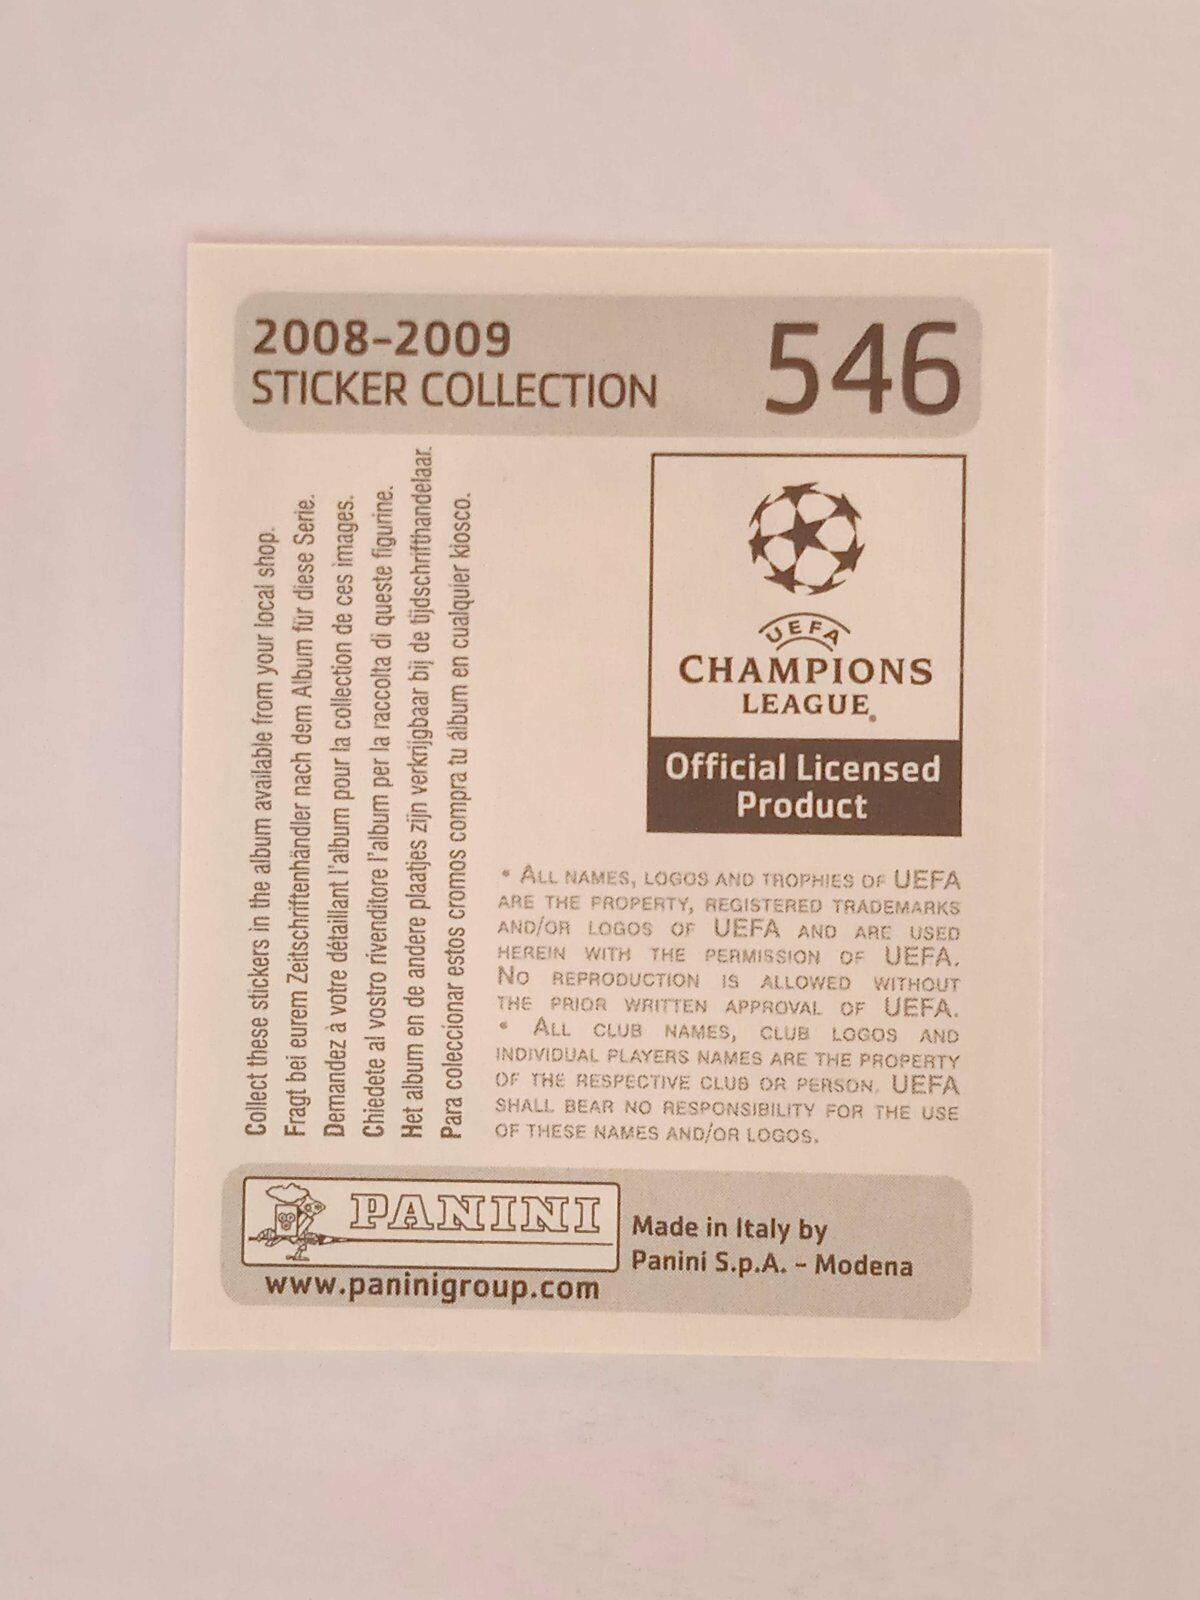 2008-2009
STICKER COLLECTION
546
Collect these stickers in the album available from your local shop.
Fragt bei eurem Zeitschriftenhändler nach dem Album für diese Serie.
Demandez à votre détaillant l'album pour la collection de ces images.
Chiedete al vostro rivenditore l'album per la raccolta di queste figurine.
Het album en de andere plaatjes zijn verkrijgbaar bij de tijdschrifthandelaar.
Para coleccionar estos cromos compra tu álbum en cualquier kiosco.
UEFA
CHAMPIONS
LEAGUE®
Official Licensed
Product
* ALL NAMES, LOGOS AND TROPHIES OF UEFA
ARE THE PROPERTY, REGISTERED TRADEMARKS
AND/OR LOGOS OF UEFA AND ARE USED
HEREIN WITH THE PERMISSION OF UEFA.
NO REPRODUCTION IS ALLOWED WITHOUT
THE PRIOR WRITTEN APPROVAL OF UEFA.
* ALL CLUB NAMES, CLUB LOGOS AND
INDIVIDUAL PLAYERS NAMES ARE THE PROPERTY
OF THE RESPECTIVE CLUB OR PERSON. UEFA
SHALL BEAR NO RESPONSIBILITY FOR THE USE
OF THESE NAMES AND/OR LOGOS.
PANINI
www.paninigroup.com
Made in Italy by
Panini S.p.A. - Modena